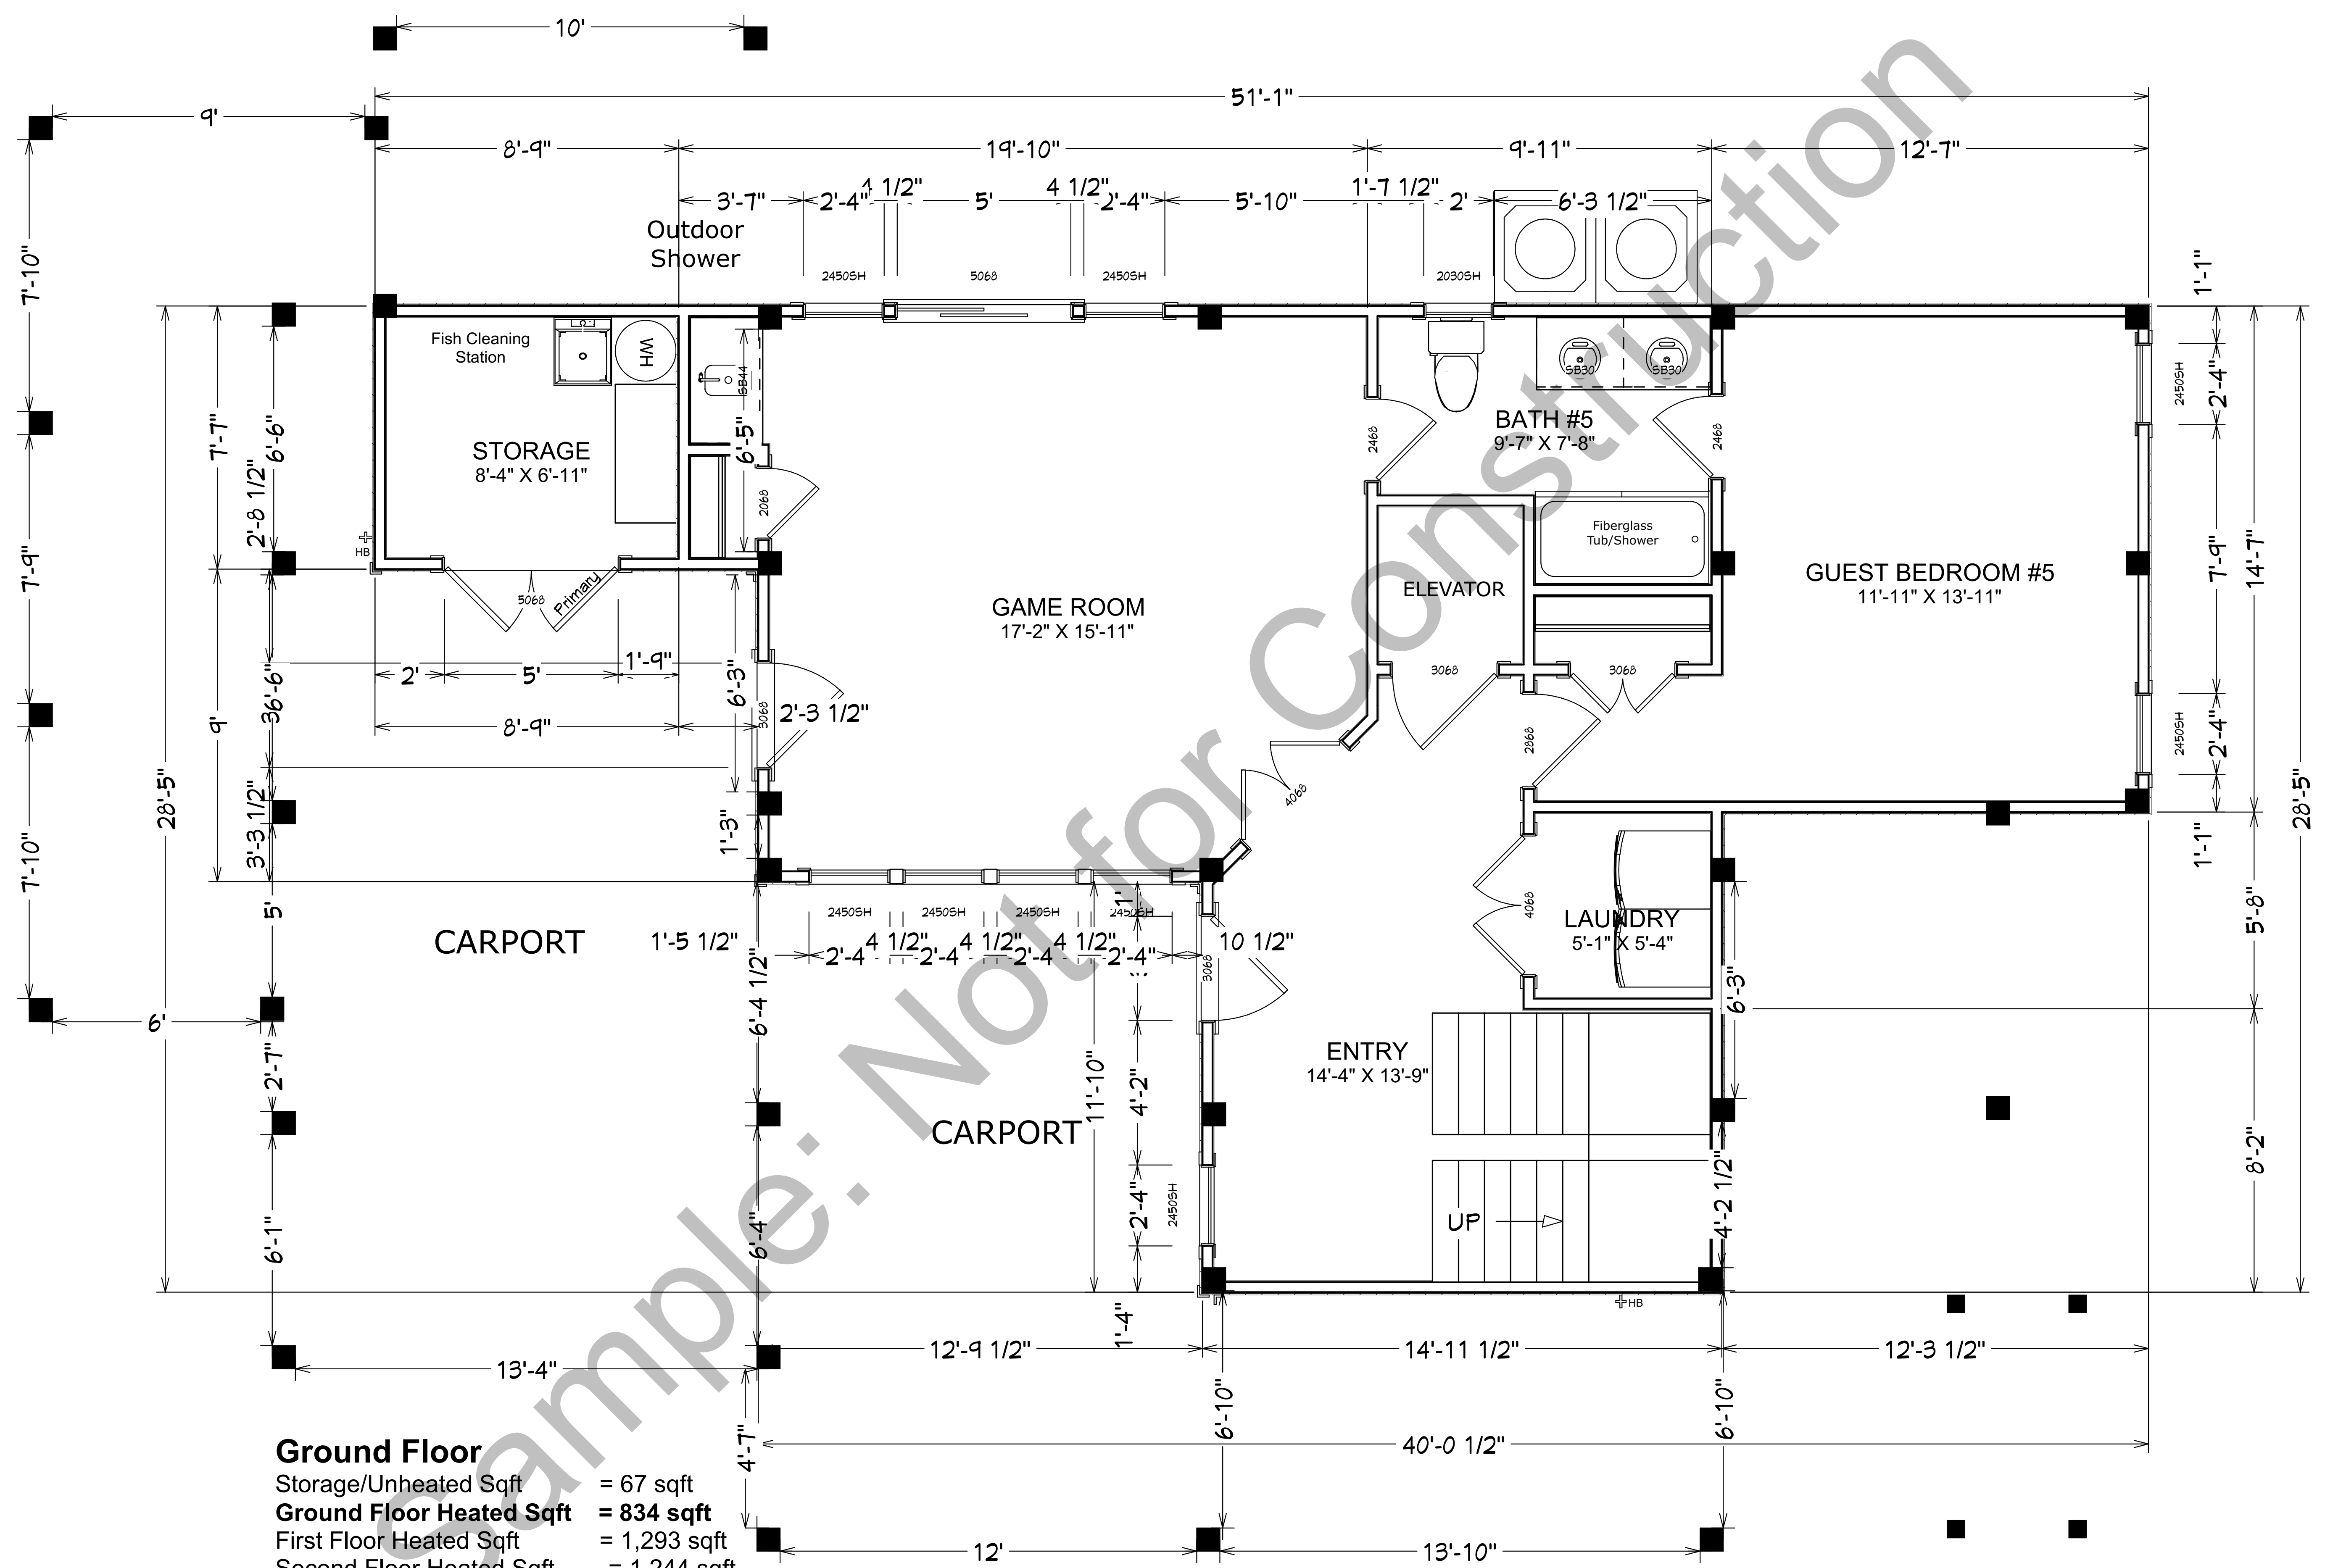 10'
51'-1"
9'
8'-9"
19'-10"
9'-11"
12'-7"
4 1/2"
4 1/2"
1'-7 1/2"
3'-7"
2'-4"
5'
2'-4"
5'-10"
2'
6'-3 1/2"
Outdoor
Shower
2450SH
5068
2450SH
2030SH
7'-10"
1'-1"
Fish Cleaning
Station
WH
SB44
SB30
SB30
2450SH
2'-4"
7'-7"
6'-6"
STORAGE
8'-4" X 6'-11"
6'-5"
2468
BATH #5
9'-7" X 7'-8"
2468
2'-8 1/2"
2068
HB
Fiberglass
Tub/Shower
7'-9"
7'-9"
14'-7"
5068
Primary
GAME ROOM
17'-2" X 15'-11"
ELEVATOR
GUEST BEDROOM #5
11'-11" X 13'-11"
2'
5'
1'-9"
6'-3"
3068
3068
36'-6"
9'
8'-9"
3068
2'-3 1/2"
2868
2450SH
2'-4"
4068
28'-5"
28'-5"
3'-3 1/2"
7'-10"
1'-3"
1'-1"
5'
CARPORT
2450SH
2450SH
2450SH
2450SH
1'
4068
LAUNDRY
5'-1" X 5'-4"
5'-8"
1'-5 1/2"
4 1/2"
4 1/2"
4 1/2"
10 1/2"
2'-4
2'-4
2'-4
2'-4"
3068
6'-4 1/2"
6'-3"
6'
2'-7"
ENTRY
14'-4" X 13'-9"
11'-10"
4'-2"
CARPORT
8'-2"
6'-1"
6'-4"
2'-4"
2450SH
UP
4'-2 1/2"
HB
1'-4"
12'-9 1/2"
14'-11 1/2"
12'-3 1/2"
13'-4"
6'-10"
6'-10"
4'-7"
40'-0 1/2"
Ground Floor
Storage/Unheated Sqft = 67 sqft
Ground Floor Heated Sqft = 834 sqft
First Floor Heated Sqft = 1,293 sqft
Second Floor Heated Sqft = 1,244 sqft
12'
13'-10"
Sample: Not for Construction